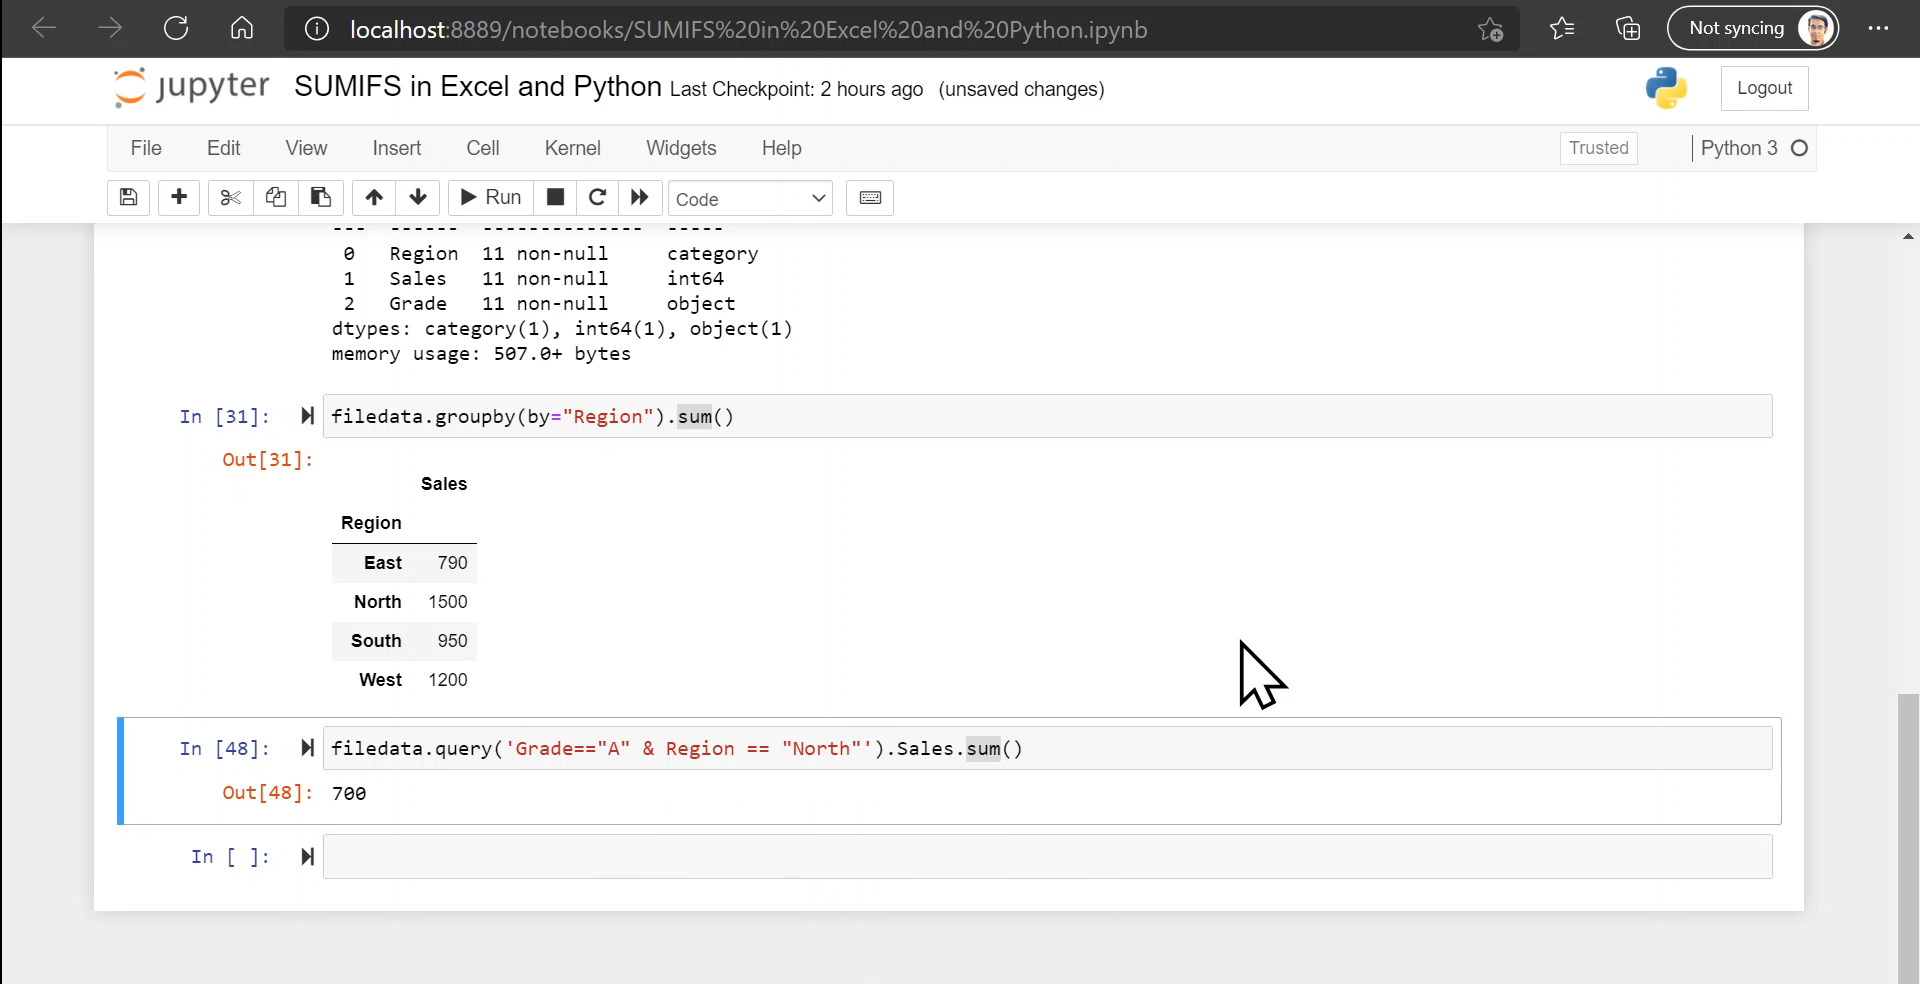 localhost:8889/notebooks/SUMIFS%20in%20Excel%20and%20Python.ipynb
Not syncing
jupyter SUMIFS in Excel and Python Last Checkpoint: 2 hours ago (unsaved changes)
Logout
File Edit View Insert Cell Kernel Widgets Help
Trusted
Python 3
Run
Code
--- ------ -------------- -----
0 Region 11 non-null category
1 Sales 11 non-null int64
2 Grade 11 non-null object
dtypes: category(1), int64(1), object(1)
memory usage: 507.0+ bytes
In [31]: filedata.groupby(by="Region").sum()
Out[31]:
Sales
Region
East 790
North 1500
South 950
West 1200
In [48]: filedata.query('Grade=="A" & Region == "North"').Sales.sum()
Out[48]: 700
In [ ]: